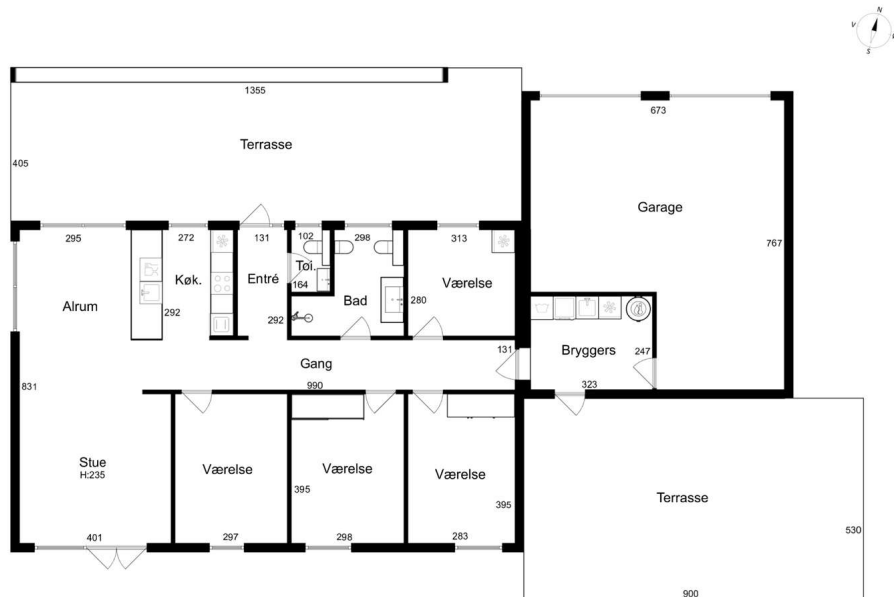 N
V
Ø
S
1355
673
Terrasse
405
Garage
767
295
272
131
102
298
313
Køk.
Entré
Tøi.
Værelse
164
280
Alrum
292
292
Bad
Bryggers
247
131
Gang
990
323
831
Stue
H:235
Værelse
Værelse
Værelse
395
395
Terrasse
530
401
297
298
283
900